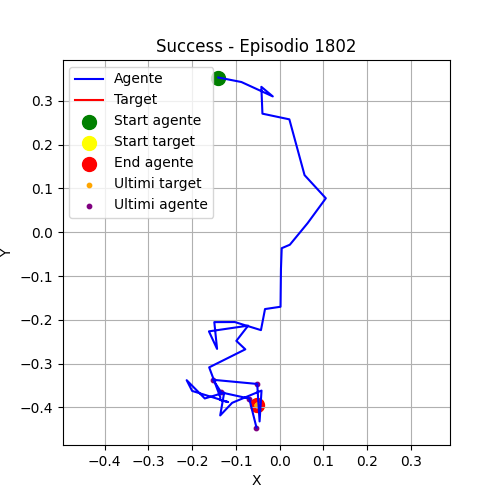 Success - Episodio 1802
Agente
Target
Start agente
Start target
End agente
Ultimi target
Ultimi agente
0.3
0.2
0.1
0.0
−0.1
−0.2
−0.3
−0.4
Y
−0.4 −0.3 −0.2 −0.1 0.0 0.1 0.2 0.3
X